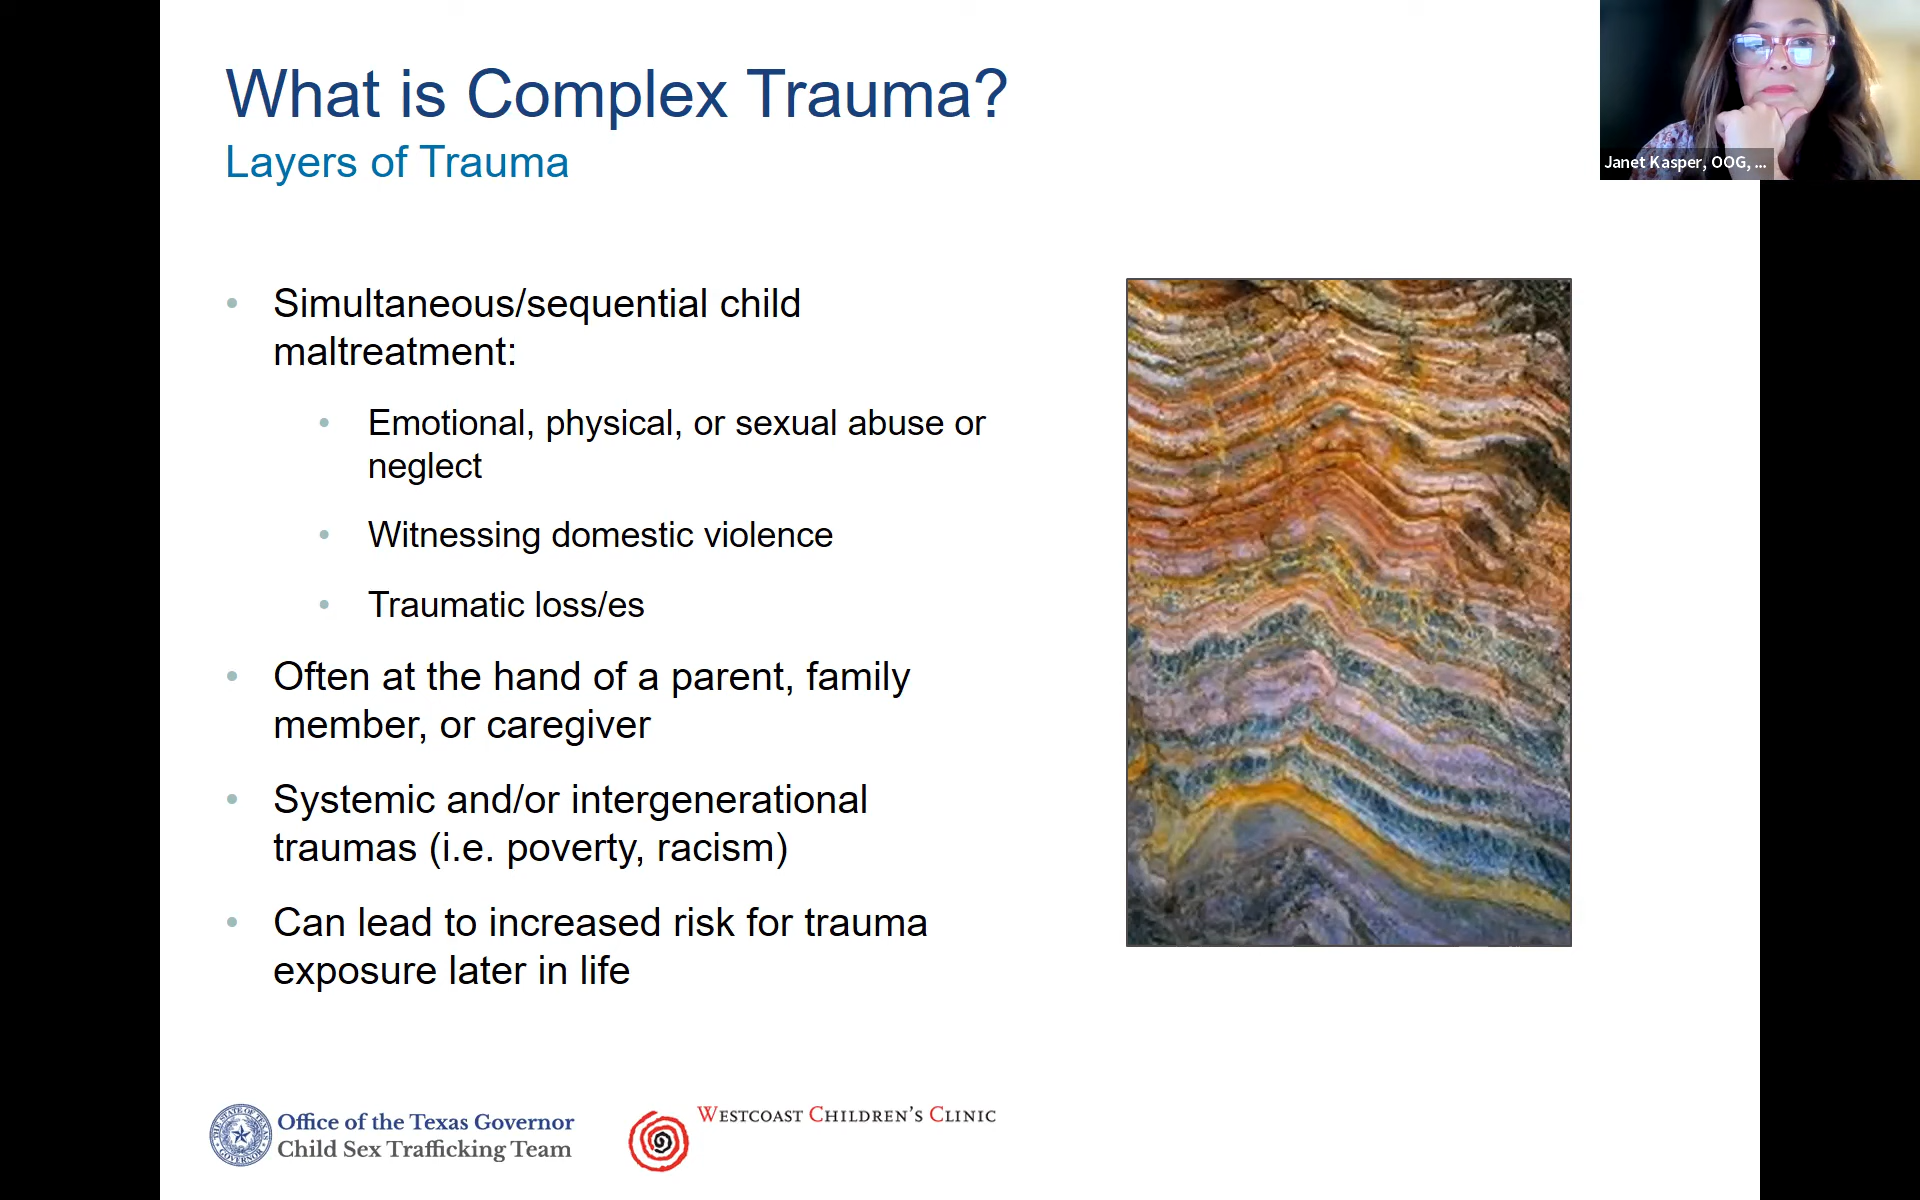 What is Complex Trauma?
Layers of Trauma
Janet Kasper, OOG, ...
• Simultaneous/sequential child
maltreatment:
• Emotional, physical, or sexual abuse or
neglect
• Witnessing domestic violence
• Traumatic loss/es
• Often at the hand of a parent, family
member, or caregiver
• Systemic and/or intergenerational
traumas (i.e. poverty, racism)
• Can lead to increased risk for trauma
exposure later in life
Office of the Texas Governor
Child Sex Trafficking Team
WESTCOAST CHILDREN'S CLINIC